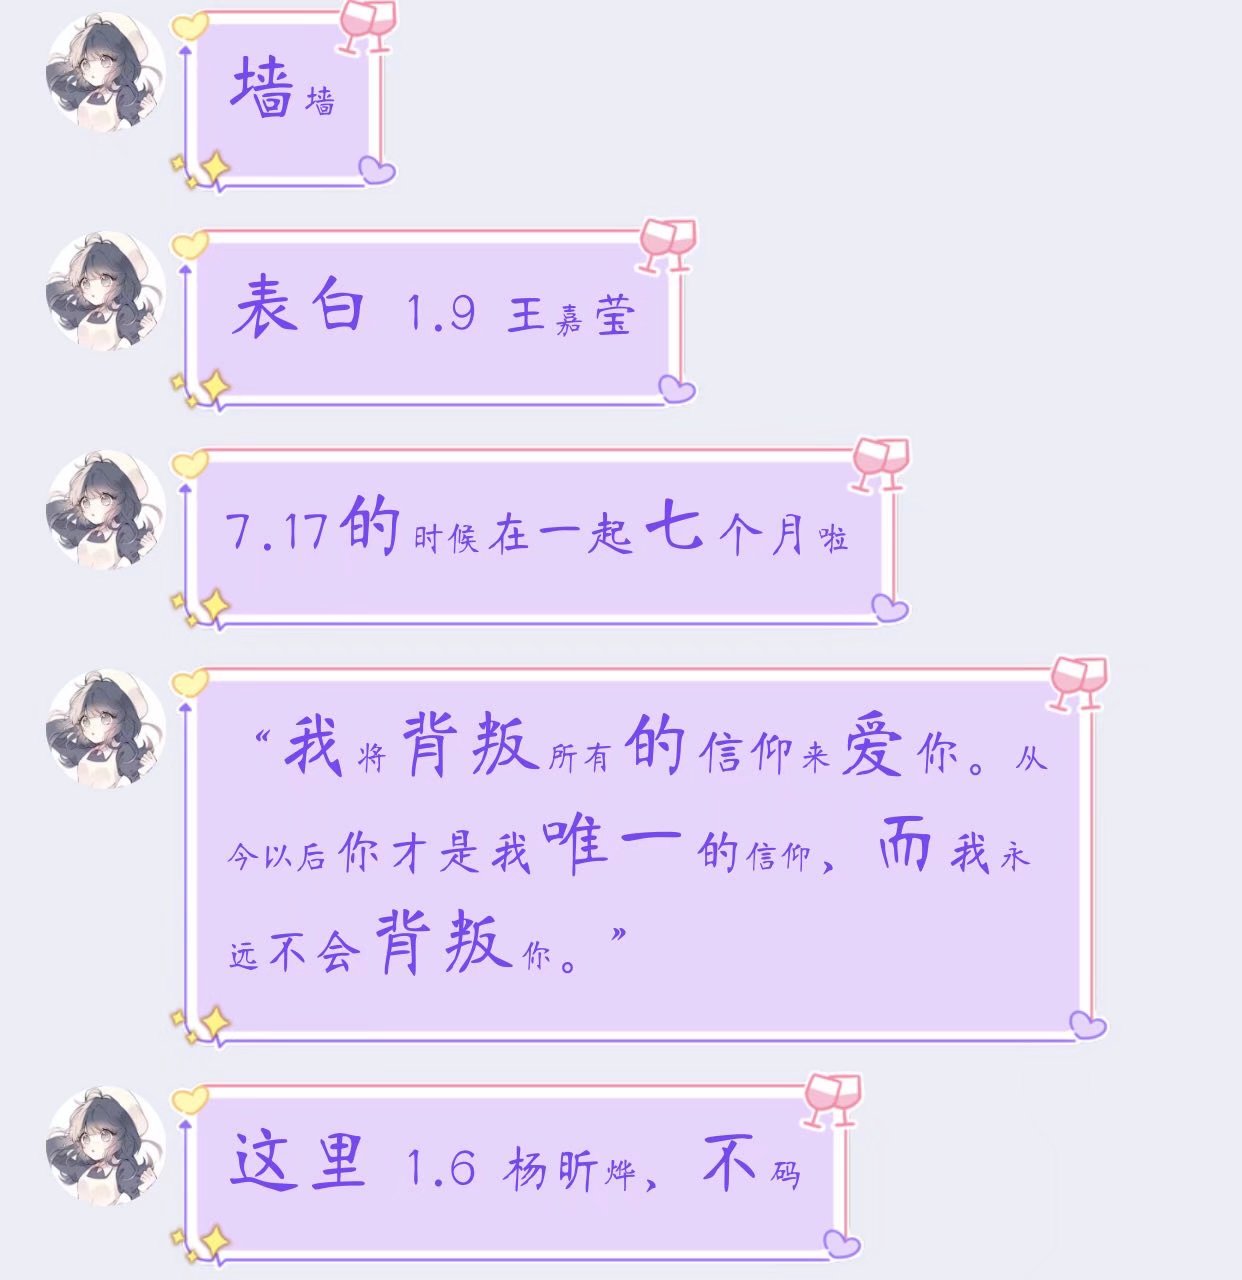 墙墙
表白 1.9 王嘉莹
7.17的时候在一起七个月啦
“我将背叛所有的信仰来爱你。从
今以后你才是我唯一的信仰、而我永
远不会背叛你。”
这里 1.6 杨昕烨、不码